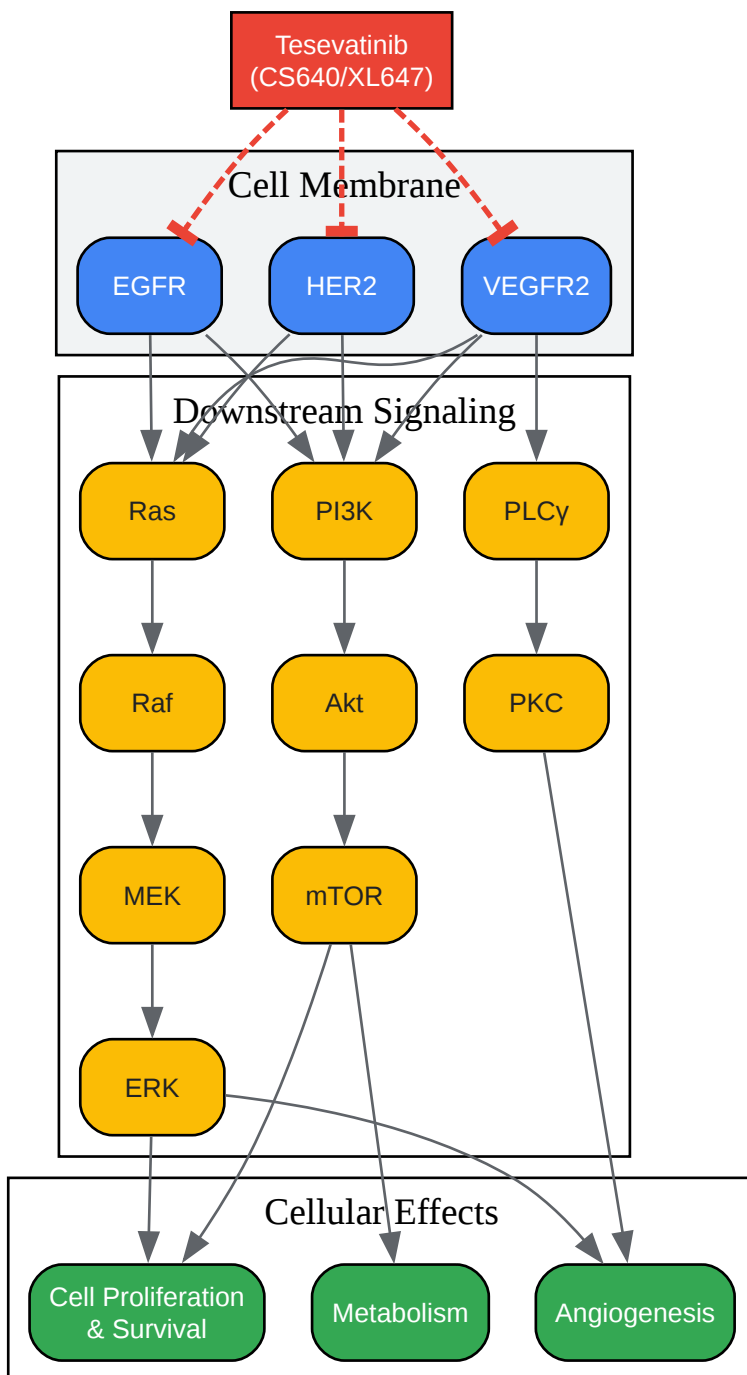 Tesevatinib
(CS640/XL647)
Cell Membrane
EGFR
HER2
VEGFR2
Downstream Signaling
Ras
PI3K
PLCγ
Raf
Akt
PKC
MEK
mTOR
ERK
Cellular Effects
Cell Proliferation
& Survival
Metabolism
Angiogenesis